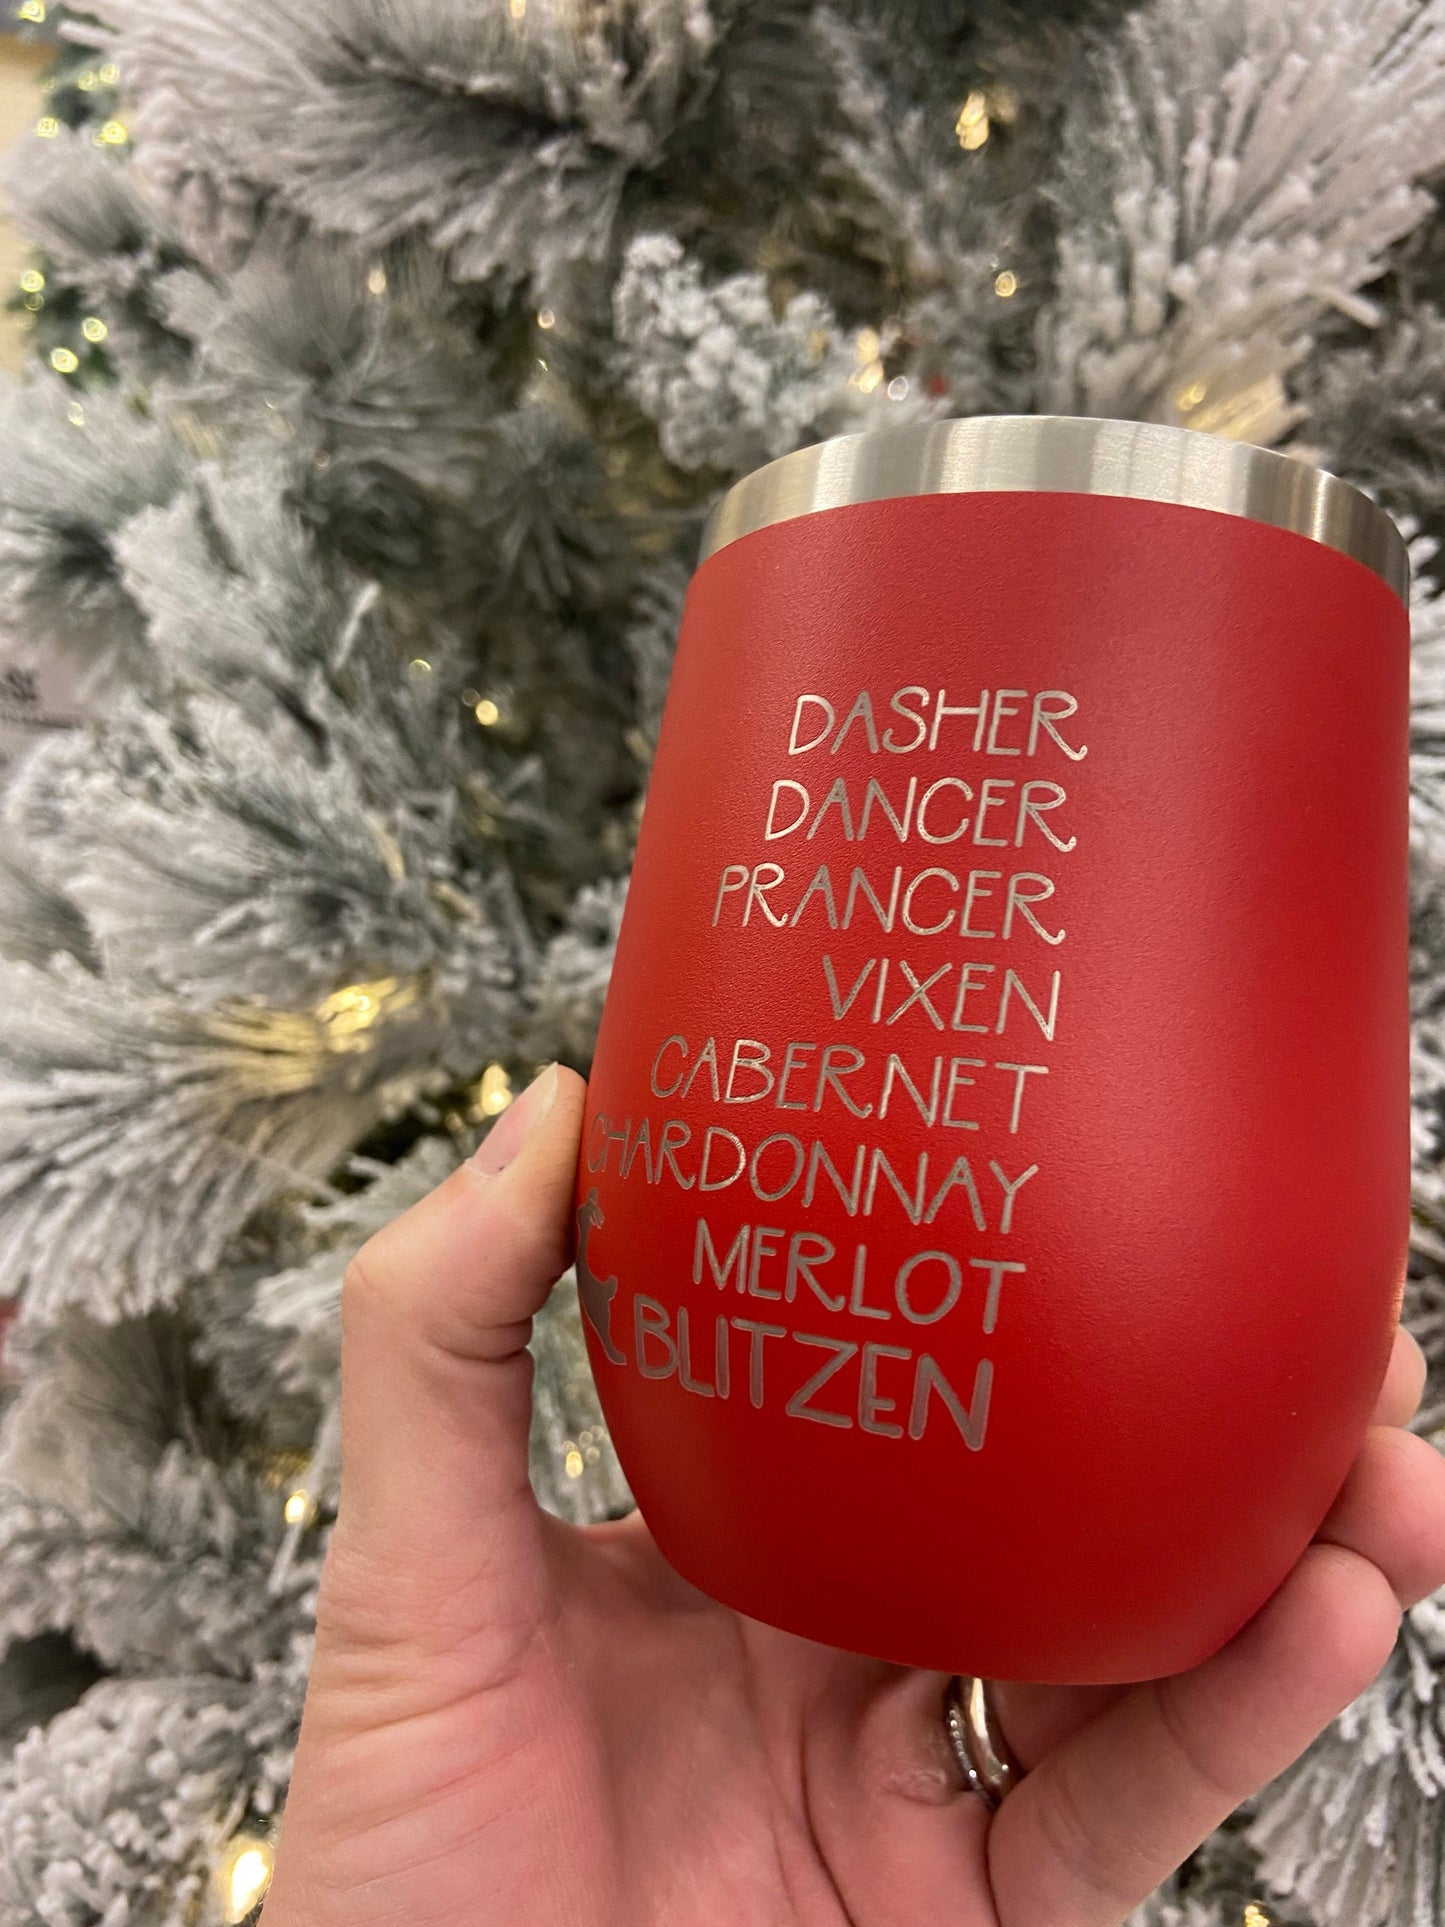 DASHER
DANCER
PRANCER
VIXEN
CABERNET
CHARDONNAY
MERLOT
BLITZEN